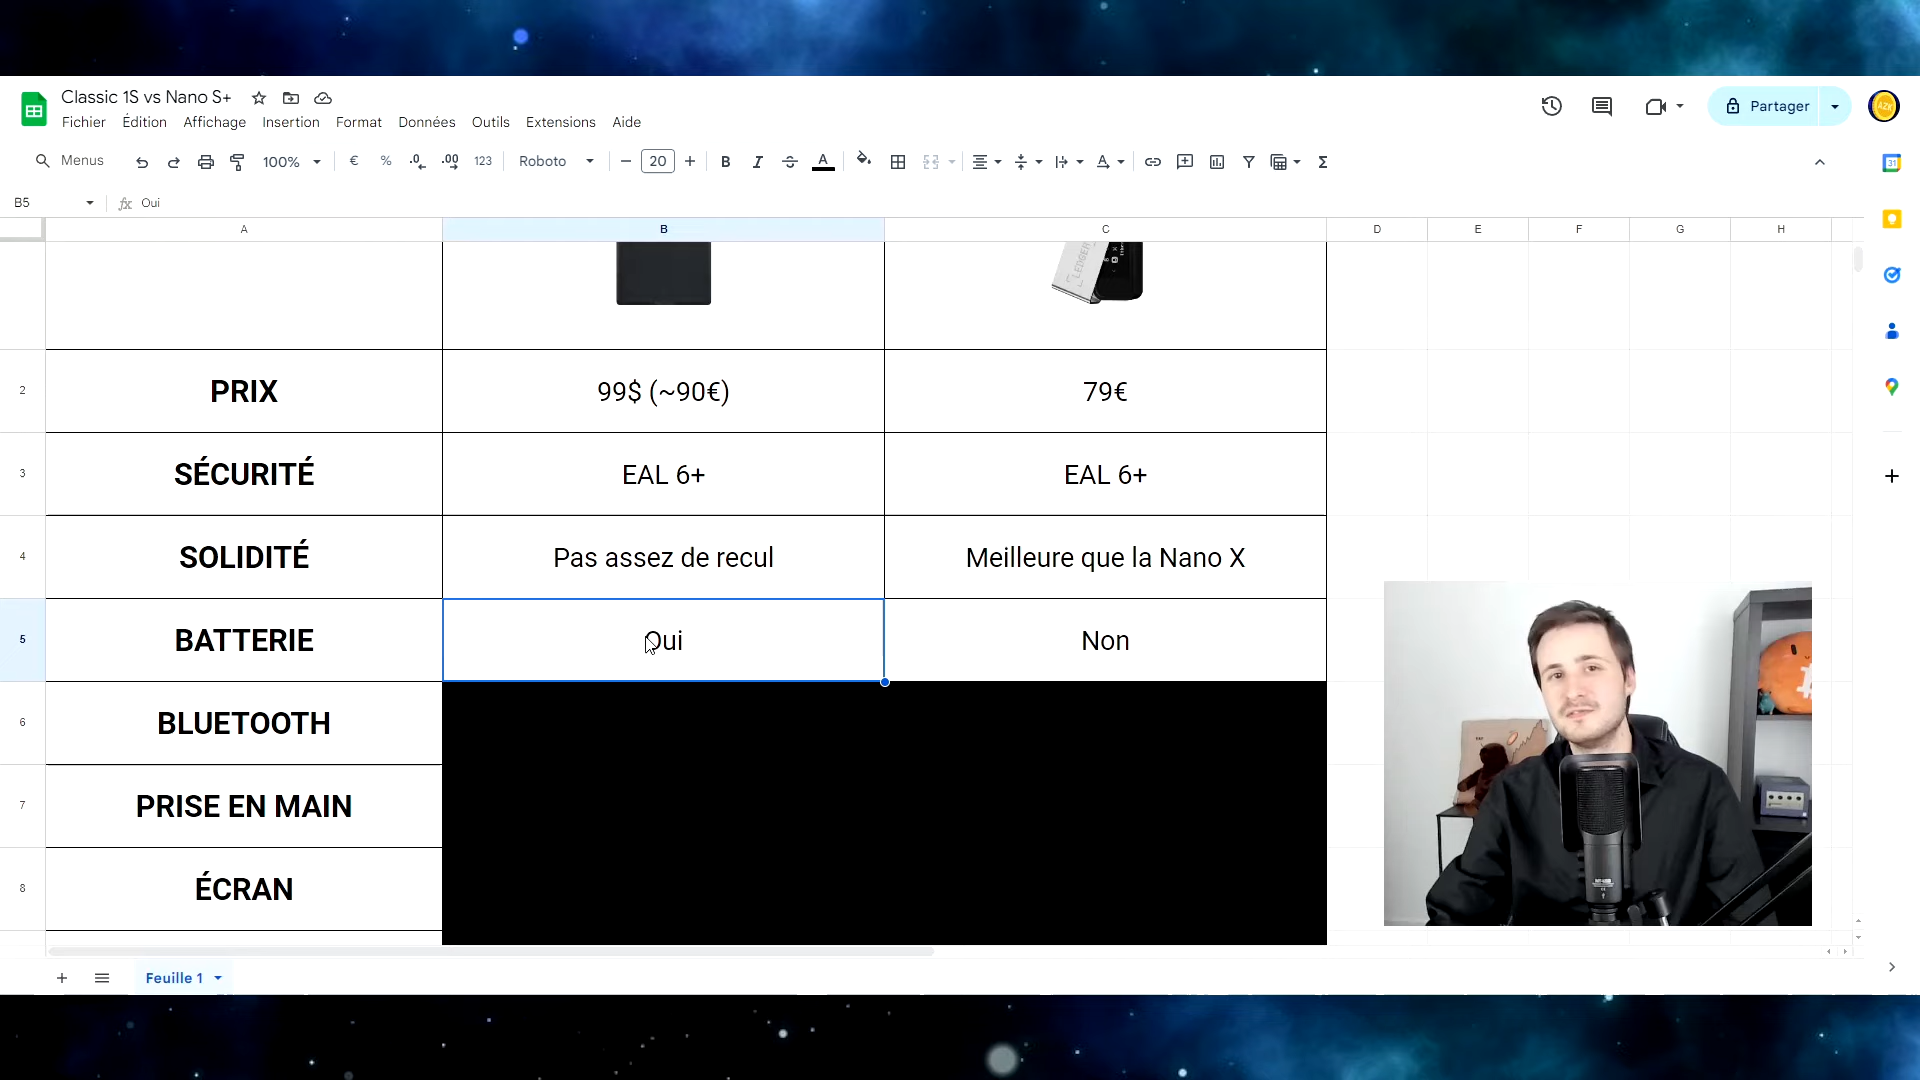 Classic 1S vs Nano S+
Fichier Édition Affichage Insertion Format Données Outils Extensions Aide
Partager
Menus 100% € % .0 .00 123 Roboto 20 B I A Σ
B5 fx Oui
A B C D E F G H
LEDGER
2 PRIX 99$ (~90€) 79€
3 SÉCURITÉ EAL 6+ EAL 6+
4 SOLIDITÉ Pas assez de recul Meilleure que la Nano X
5 BATTERIE Oui Non
6 BLUETOOTH
7 PRISE EN MAIN
8 ÉCRAN
Feuille 1
31